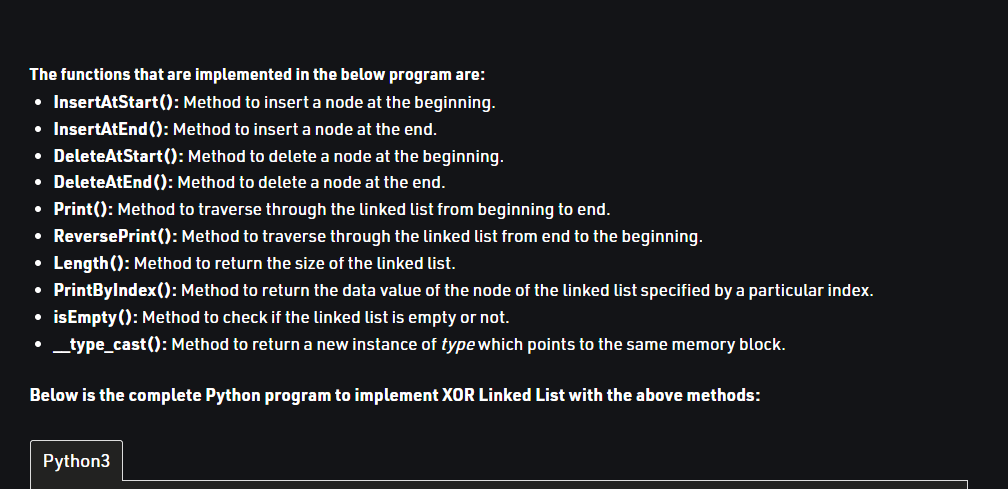 The functions that are implemented in the below program are:
• InsertAtStart(): Method to insert a node at the beginning.
• InsertAtEnd(): Method to insert a node at the end.
• DeleteAtStart(): Method to delete a node at the beginning.
• DeleteAtEnd(): Method to delete a node at the end.
• Print(): Method to traverse through the linked list from beginning to end.
• ReversePrint(): Method to traverse through the linked list from end to the beginning.
• Length(): Method to return the size of the linked list.
• PrintByIndex(): Method to return the data value of the node of the linked list specified by a particular index.
• isEmpty(): Method to check if the linked list is empty or not.
• __type_cast(): Method to return a new instance of type which points to the same memory block.
Below is the complete Python program to implement XOR Linked List with the above methods:
Python3